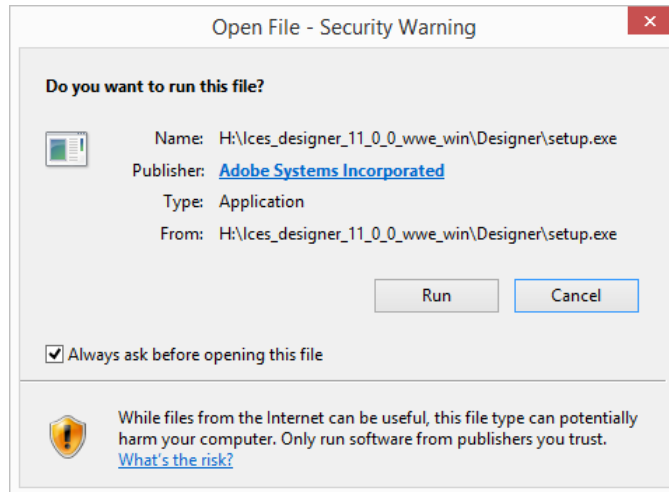 Open File - Security Warning
Do you want to run this file?
Name: H:\lces_designer_11_0_0_wwe_win\Designer\setup.exe
Publisher: Adobe Systems Incorporated
Type: Application
From: H:\lces_designer_11_0_0_wwe_win\Designer\setup.exe
Run Cancel
Always ask before opening this file
While files from the Internet can be useful, this file type can potentially
harm your computer. Only run software from publishers you trust.
What's the risk?